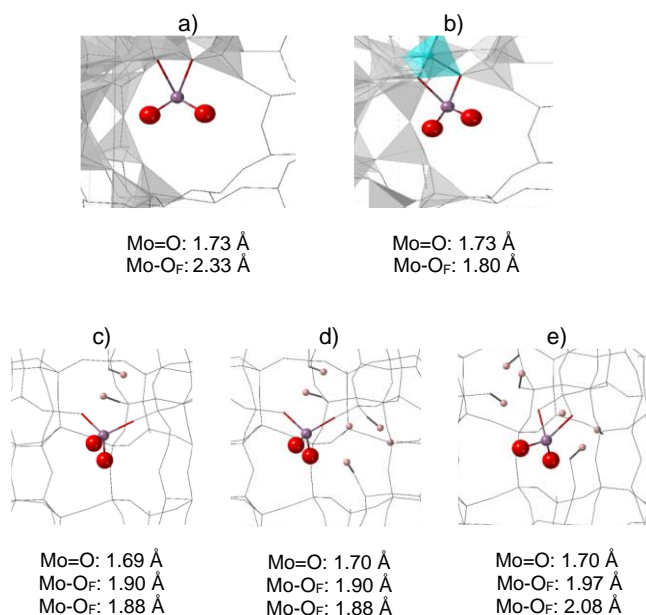 a) b)
Mo=O: 1.73 Å Mo=O: 1.73 Å
Mo-OF: 2.33 Å Mo-OF: 1.80 Å
c) d) e)
Mo=O: 1.69 Å Mo=O: 1.70 Å Mo=O: 1.70 Å
Mo-OF: 1.90 Å Mo-OF: 1.90 Å Mo-OF: 1.97 Å
Mo-OF: 1.88 Å Mo-OF: 1.88 Å Mo-OF: 2.08 Å